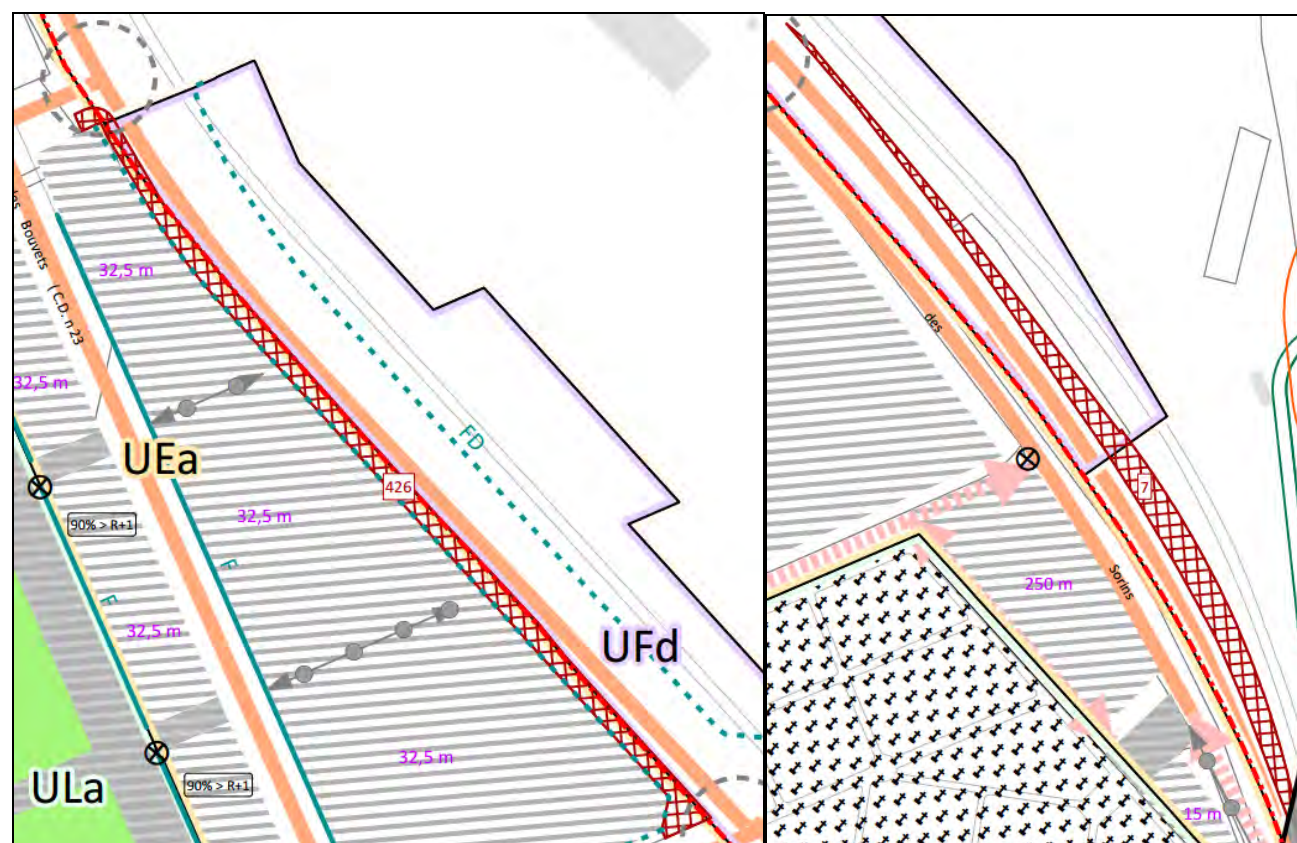 les Bouvets ( C.D. n 23
32,5 m
32,5 m
UEa
90% > R+1
F
F
32,5 m
32,5 m
426
FD
UFd
32,5 m
ULa
90% > R+1
des
7
250 m
Sorins
15 m